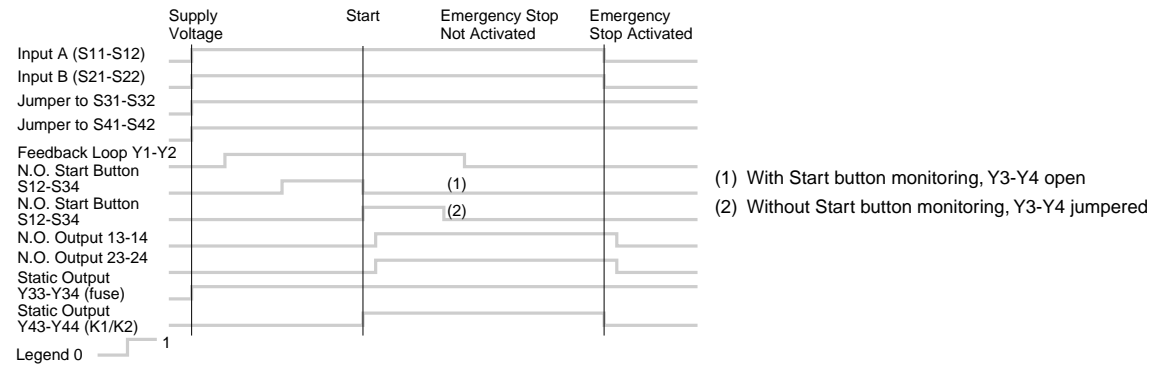 Supply Voltage
Start
Emergency Stop Not Activated
Emergency Stop Activated
Input A (S11-S12)
Input B (S21-S22)
Jumper to S31-S32
Jumper to S41-S42
Feedback Loop Y1-Y2
N.O. Start Button
S12-S34
(1)
N.O. Start Button
S12-S34
(2)
N.O. Output 13-14
N.O. Output 23-24
Static Output
Y33-Y34 (fuse)
Static Output
Y43-Y44 (K1/K2)
Legend 0
1
(1) With Start button monitoring, Y3-Y4 open
(2) Without Start button monitoring, Y3-Y4 jumpered